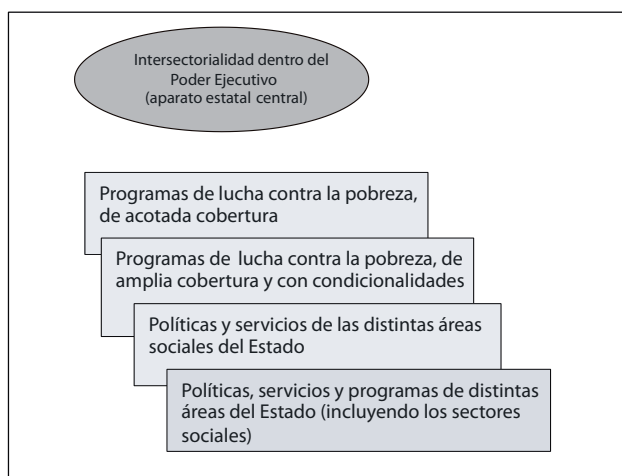 Intersectorialidad dentro del
Poder Ejecutivo
(aparato estatal central)
Programas de lucha contra la pobreza,
de acotada cobertura
Programas de lucha contra la pobreza, de
amplia cobertura y con condicionalidades
Políticas y servicios de las distintas áreas
sociales del Estado
Políticas, servicios y programas de distintas
áreas del Estado (incluyendo los sectores
sociales)